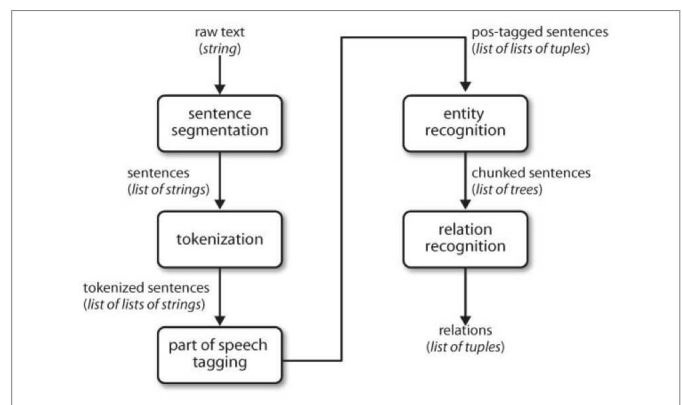 raw text
(string)
sentence
segmentation
sentences
(list of strings)
tokenization
tokenized sentences
(list of lists of strings)
part of speech
tagging
pos-tagged sentences
(list of lists of tuples)
entity
recognition
chunked sentences
(list of trees)
relation
recognition
relations
(list of tuples)